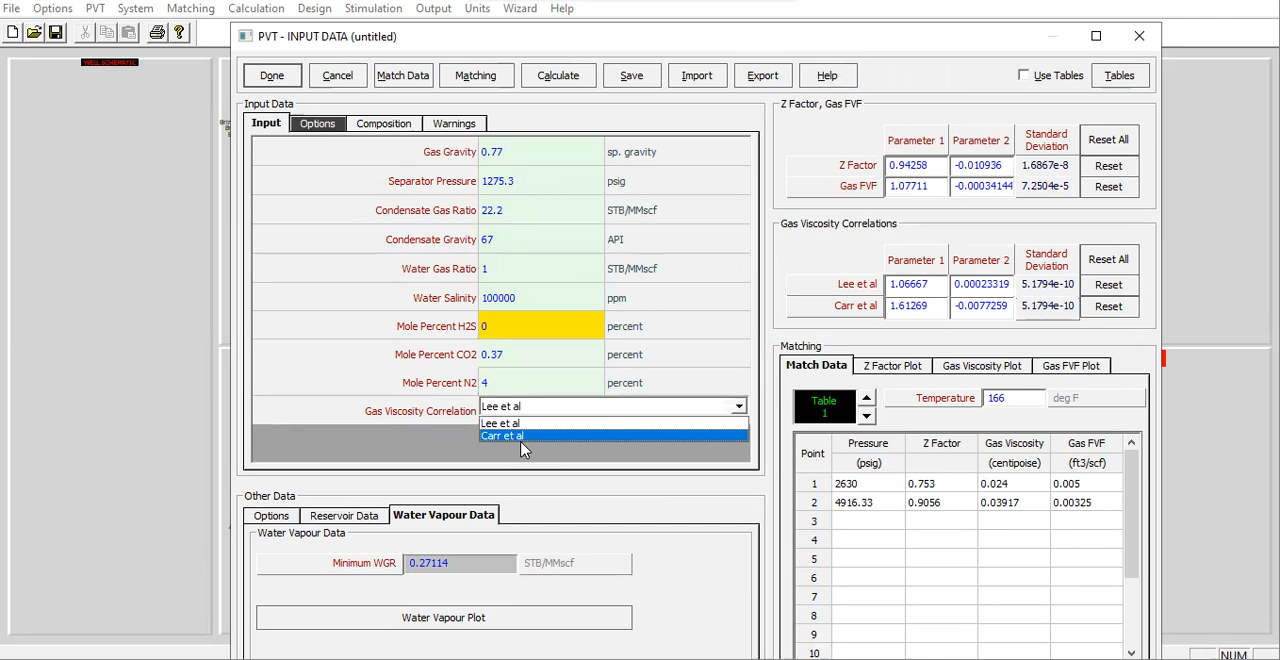 File Options PVT System Matching Calculation Design Stimulation Output Units Wizard Help
PVT - INPUT DATA (untitled)
Done Cancel Match Data Matching Calculate Save Import Export Help Use Tables Tables
WELL SCHEMATIC
Input Data
Input Options Composition Warnings
Gas Gravity 0.77 sp. gravity
Separator Pressure 1275.3 psig
Condensate Gas Ratio 22.2 STB/MMscf
Condensate Gravity 67 API
Water Gas Ratio 1 STB/MMscf
Water Salinity 100000 ppm
Mole Percent H2S 0 percent
Mole Percent CO2 0.37 percent
Mole Percent N2 4 percent
Gas Viscosity Correlation Lee et al
Lee et al
Carr et al
Other Data
Options Reservoir Data Water Vapour Data
Water Vapour Data
Minimum WGR 0.27114 STB/MMscf
Water Vapour Plot
Z Factor, Gas FVF
Parameter 1 Parameter 2 Standard Deviation Reset All
Z Factor 0.94258 -0.010936 1.6867e-8 Reset
Gas FVF 1.07711 -0.00034144 7.2504e-5 Reset
Gas Viscosity Correlations
Parameter 1 Parameter 2 Standard Deviation Reset All
Lee et al 1.06667 0.00023319 5.1794e-10 Reset
Carr et al 1.61269 -0.0077259 5.1794e-10 Reset
Matching
Match Data Z Factor Plot Gas Viscosity Plot Gas FVF Plot
Table 1 Temperature 166 deg F
Point Pressure Z Factor Gas Viscosity Gas FVF
(psig) (centipoise) (ft3/scf)
1 2630 0.753 0.024 0.005
2 4916.33 0.9056 0.03917 0.00325
3
4
5
6
7
8
9
10
NUM